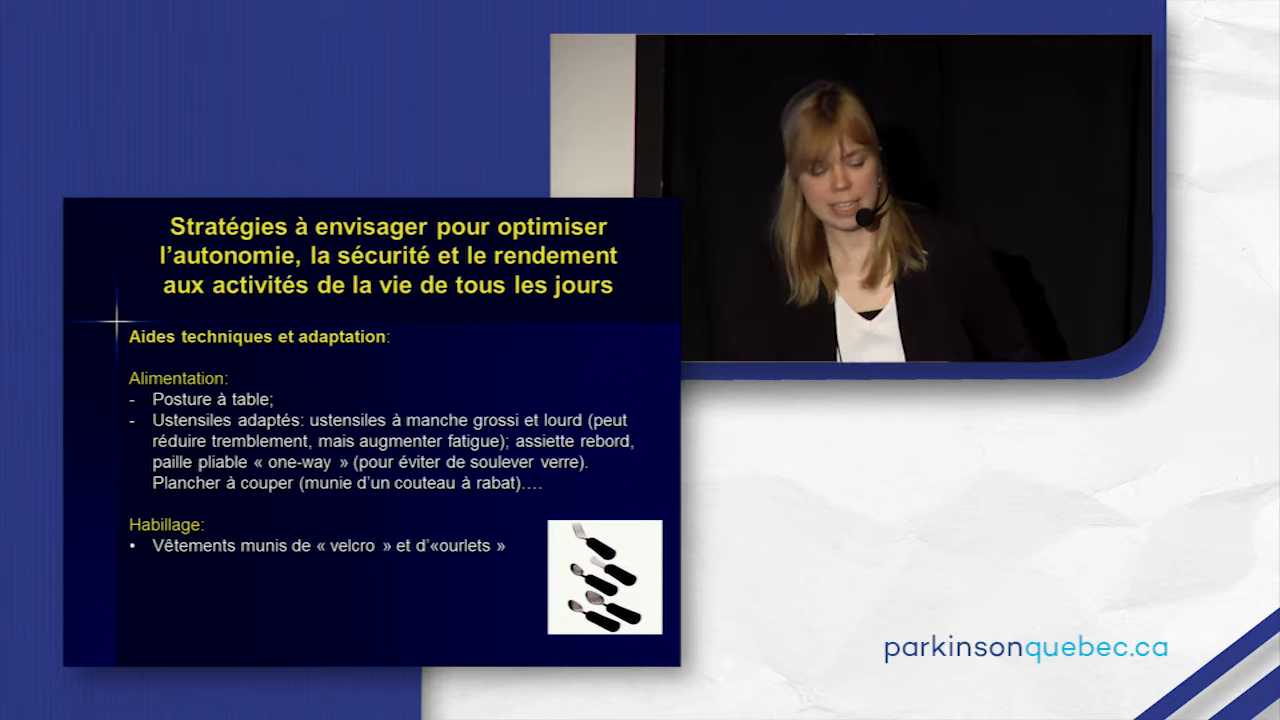 Stratégies à envisager pour optimiser
l'autonomie, la sécurité et le rendement
aux activités de la vie de tous les jours
Aides techniques et adaptation:
Alimentation:
- Posture à table;
- Ustensiles adaptés: ustensiles à manche grossi et lourd (peut
réduire tremblement, mais augmenter fatigue); assiette rebord,
paille pliable « one-way » (pour éviter de soulever verre).
Plancher à couper (munie d'un couteau à rabat)….
Habillage:
• Vêtements munis de « velcro » et d'«ourlets »
parkinsonquebec.ca